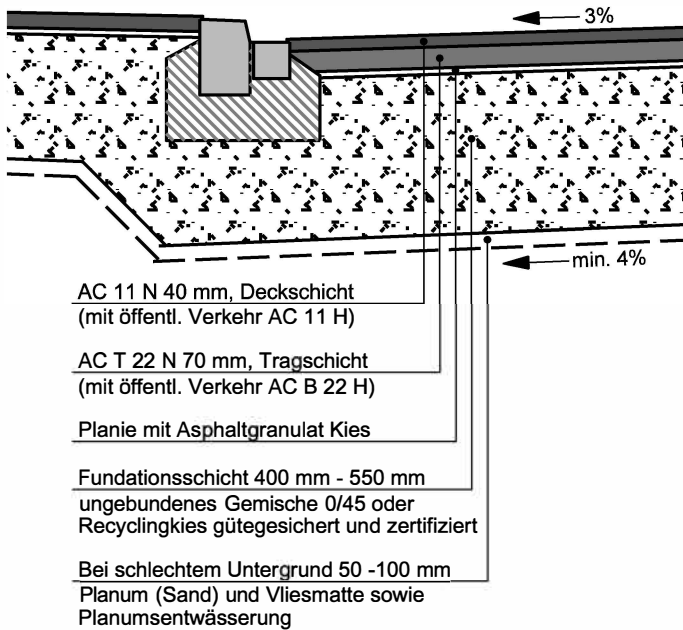 3%
min. 4%
AC 11 N 40 mm, Deckschicht
(mit öffentl. Verkehr AC 11 H)
AC T 22 N 70 mm, Tragschicht
(mit öffentl. Verkehr AC B 22 H)
Planie mit Asphaltgranulat Kies
Fundationsschicht 400 mm - 550 mm
ungebundenes Gemische 0/45 oder
Recyclingkies gütegesichert und zertifiziert
Bei schlechtem Untergrund 50 -100 mm
Planum (Sand) und Vliesmatte sowie
Planumsentwässerung